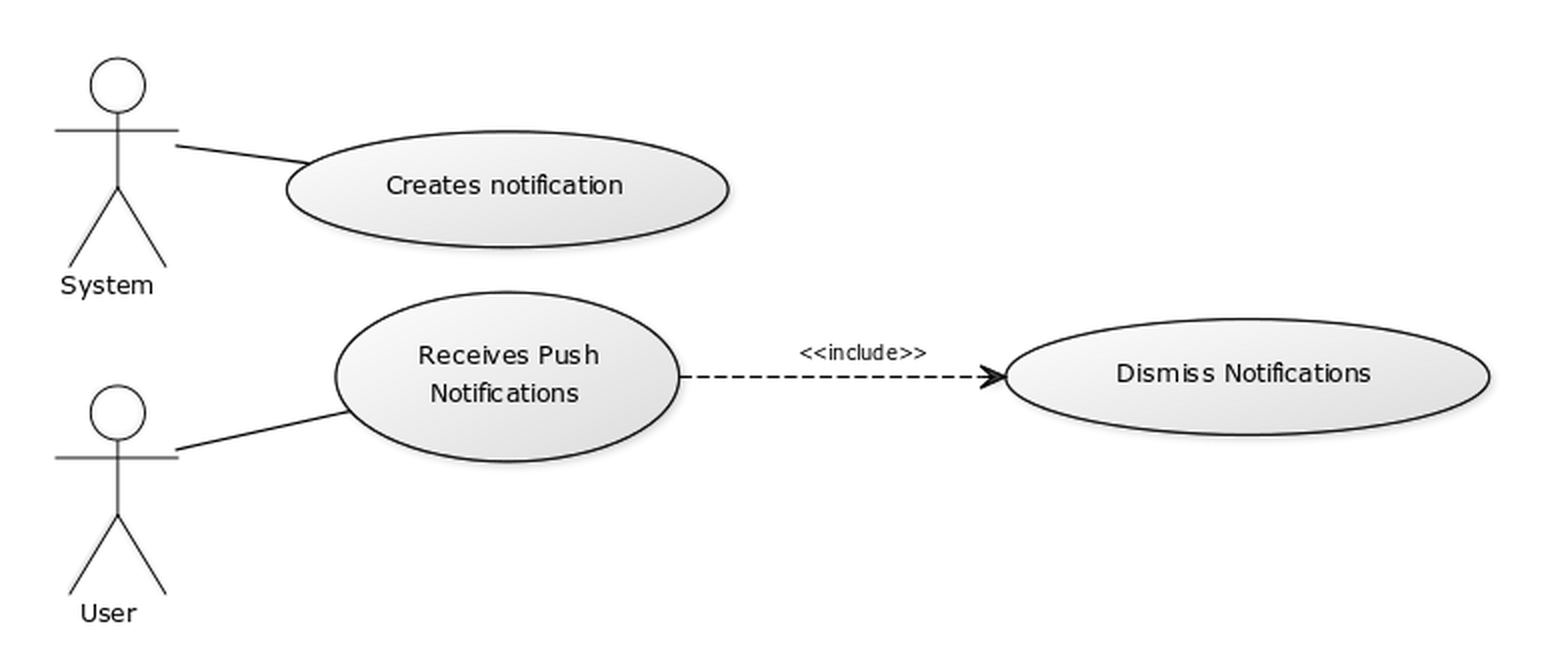 Creates notification
System
Receives Push
Notifications
<<include>>
Dismiss Notifications
User